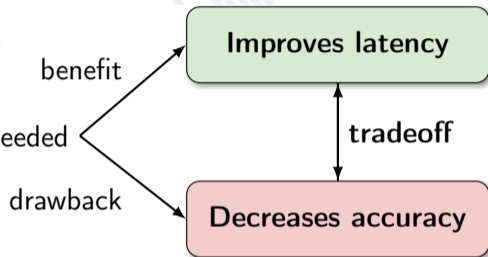 Improves latency
benefit
eeded
tradeoff
drawback
Decreases accuracy